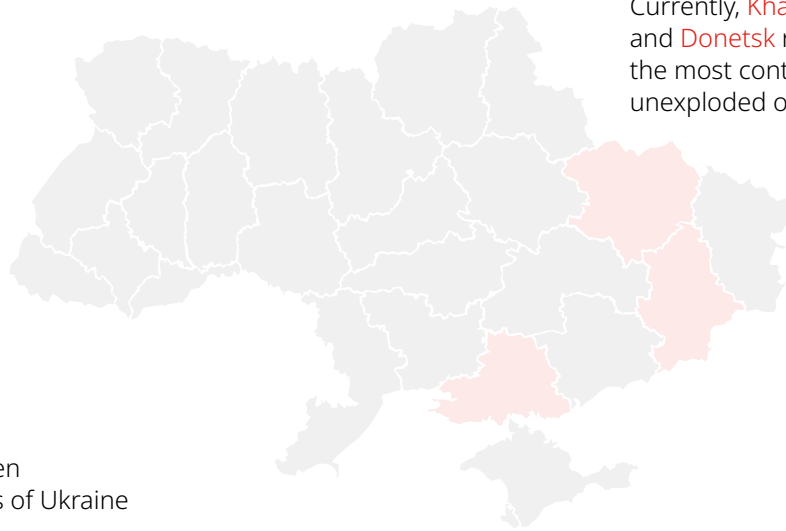 Currently, Kha
and Donetsk r
the most cont
unexploded o
en
s of Ukraine